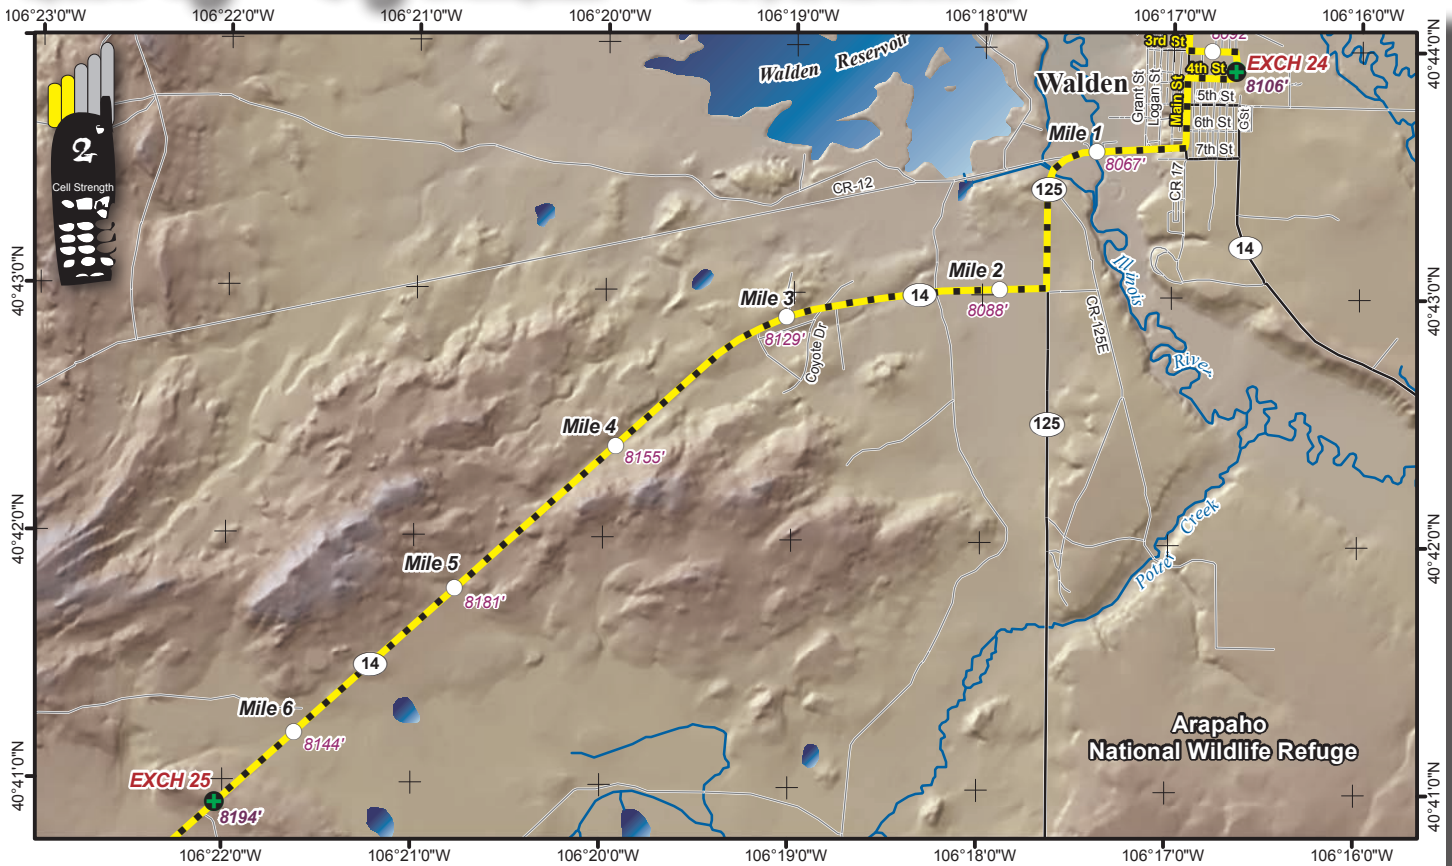 106°23'0"W 106°22'0"W 106°21'0"W 106°20'0"W 106°19'0"W 106°18'0"W 106°17'0"W 106°16'0"W
40°44'0"N
3rd St
8092'
4th St
EXCH 24
8106'
Walden Reservoir
Walden
Grant St
Logan St
Main St
5th St
6th St
7th St
GSt
2
Cell Strength
Mile 1
8067'
CR-12
125
CR 17
14
40°43'0"N
40°43'0"N
Illinois
River
Mile 2
8088'
14
Mile 3
8129'
Coyote Dr
CR-125E
125
Mile 4
8155'
40°42'0"N
40°42'0"N
Potter Creek
Mile 5
8181'
14
Mile 6
8144'
Arapaho
National Wildlife Refuge
40°41'0"N
40°41'0"N
EXCH 25
8194'
106°22'0"W 106°21'0"W 106°20'0"W 106°19'0"W 106°18'0"W 106°17'0"W 106°16'0"W